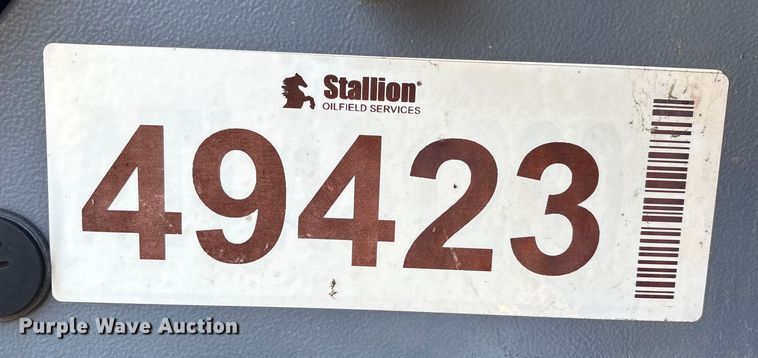 Stallion®
OILFIELD SERVICES
49423
Purple Wave Auction